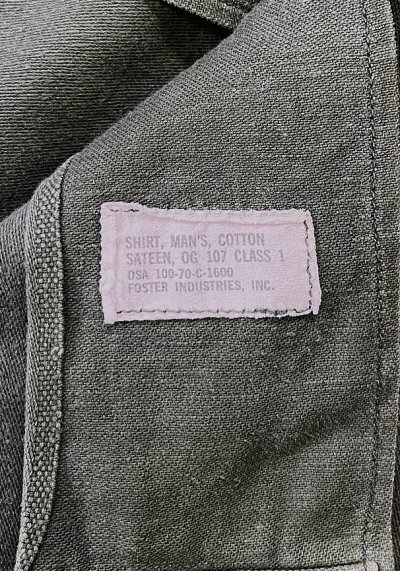 SHIRT, MAN'S, COTTON
SATEEN, OG 107 CLASS 1
DSA 100-70-C-1600
FOSTER INDUSTRIES, INC.